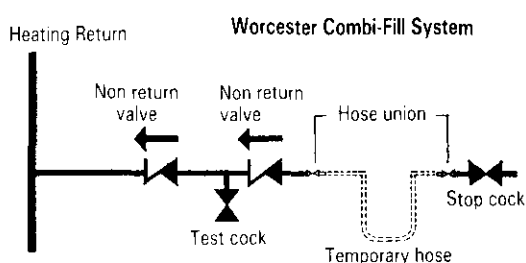 Worcester Combi-Fill System
Heating Return
Non return
valve
Non return
valve
Hose union
Stop cock
Test cock
Temporary hose